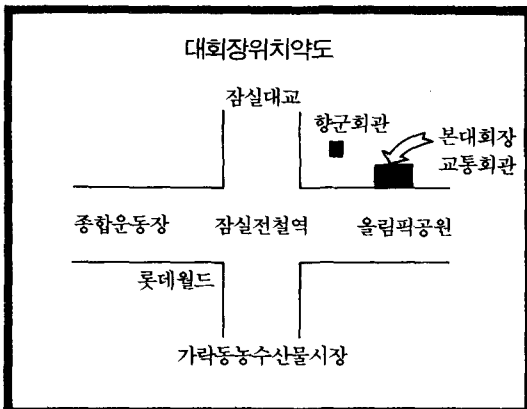 대회장위치약도
잠실대교
향군회관
본대회장
교통회관
종합운동장
잠실전철역
올림픽공원
롯데월드
가락동농수산물시장